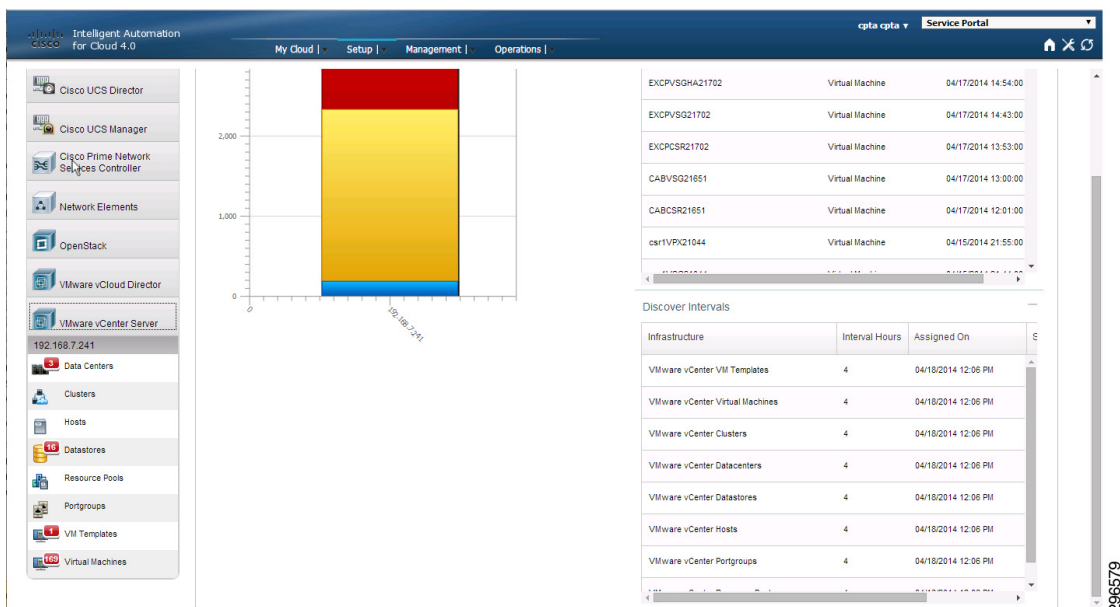 cpta cpta
Service Portal
CISCO
Intelligent Automation
for Cloud 4.0
My Cloud | Setup | Management | Operations |
Cisco UCS Director
Cisco UCS Manager
Cisco Prime Network
Services Controller
Network Elements
OpenStack
VMware vCloud Director
VMware vCenter Server
192.168.7.241
3 Data Centers
Clusters
Hosts
16 Datastores
Resource Pools
Portgroups
1 VM Templates
169 Virtual Machines
2,000
1,000
0
0
192.168.7.241
EXCPVSGHA21702 Virtual Machine 04/17/2014 14:54:00
EXCPVSG21702 Virtual Machine 04/17/2014 14:43:00
EXCPCSR21702 Virtual Machine 04/17/2014 13:53:00
CABVSG21651 Virtual Machine 04/17/2014 13:00:00
CABCSR21651 Virtual Machine 04/17/2014 12:01:00
csr1VPX21044 Virtual Machine 04/15/2014 21:55:00
Discover Intervals
Infrastructure Interval Hours Assigned On S
VMware vCenter VM Templates 4 04/18/2014 12:06 PM
VMware vCenter Virtual Machines 4 04/18/2014 12:06 PM
VMware vCenter Clusters 4 04/18/2014 12:06 PM
VMware vCenter Datacenters 4 04/18/2014 12:06 PM
VMware vCenter Datastores 4 04/18/2014 12:06 PM
VMware vCenter Hosts 4 04/18/2014 12:06 PM
VMware vCenter Portgroups 4 04/18/2014 12:06 PM